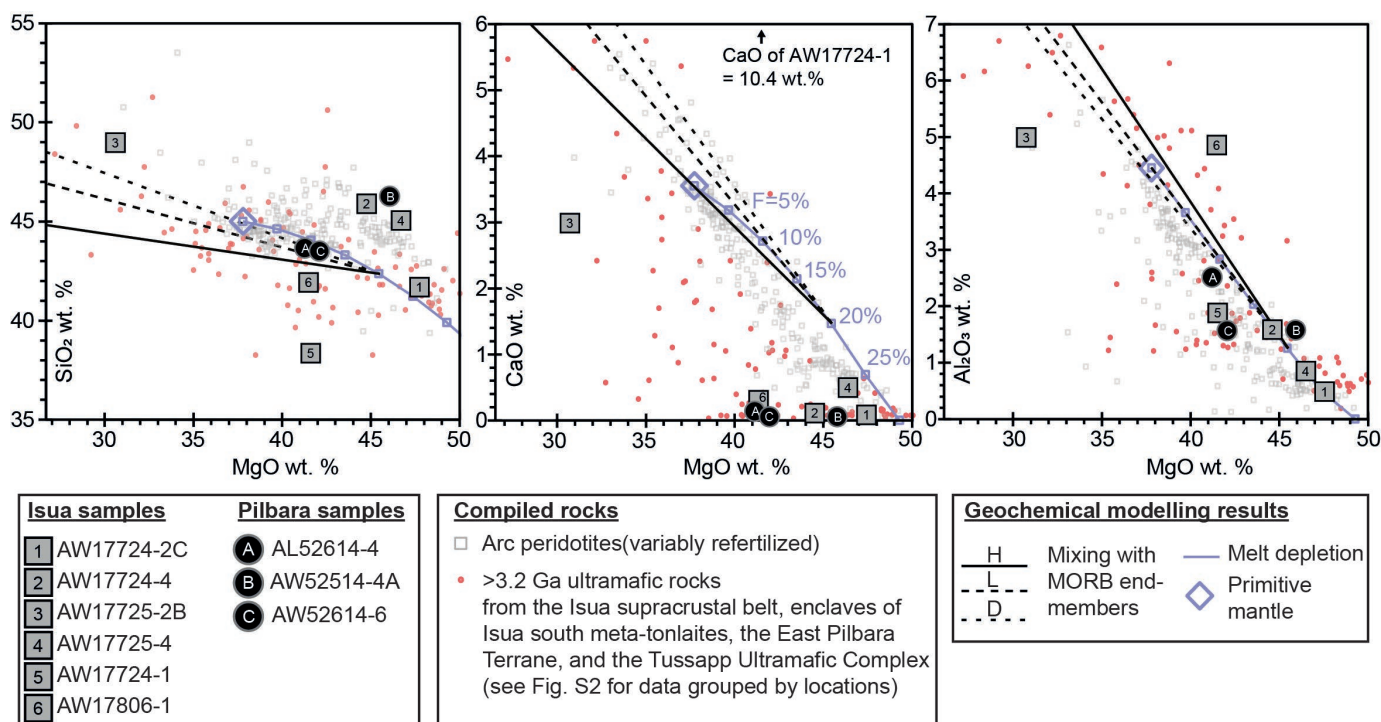 55
50
45
40
35
SiO₂ wt. %
30
35
40
45
50
MgO wt. %
3
2
B
4
A
C
6
1
5
6
5
4
3
2
1
0
CaO wt. %
30
35
40
45
50
MgO wt. %
CaO of AW17724-1
= 10.4 wt.%
F=5%
10%
15%
20%
25%
3
6
A
C
2
B
4
1
7
6
5
4
3
2
1
0
Al₂O₃ wt. %
30
35
40
45
50
MgO wt. %
3
6
A
5
C
2
B
4
1
Isua samples
1 AW17724-2C
2 AW17724-4
3 AW17725-2B
4 AW17725-4
5 AW17724-1
6 AW17806-1
Pilbara samples
A AL52614-4
B AW52514-4A
C AW52614-6
Compiled rocks
Arc peridotites(variably refertilized)
>3.2 Ga ultramafic rocks
from the Isua supracrustal belt, enclaves of
Isua south meta-tonlaites, the East Pilbara
Terrane, and the Tussapp Ultramafic Complex
(see Fig. S2 for data grouped by locations)
Geochemical modelling results
H
L
D
Mixing with
MORB end-
members
Melt depletion
Primitive
mantle